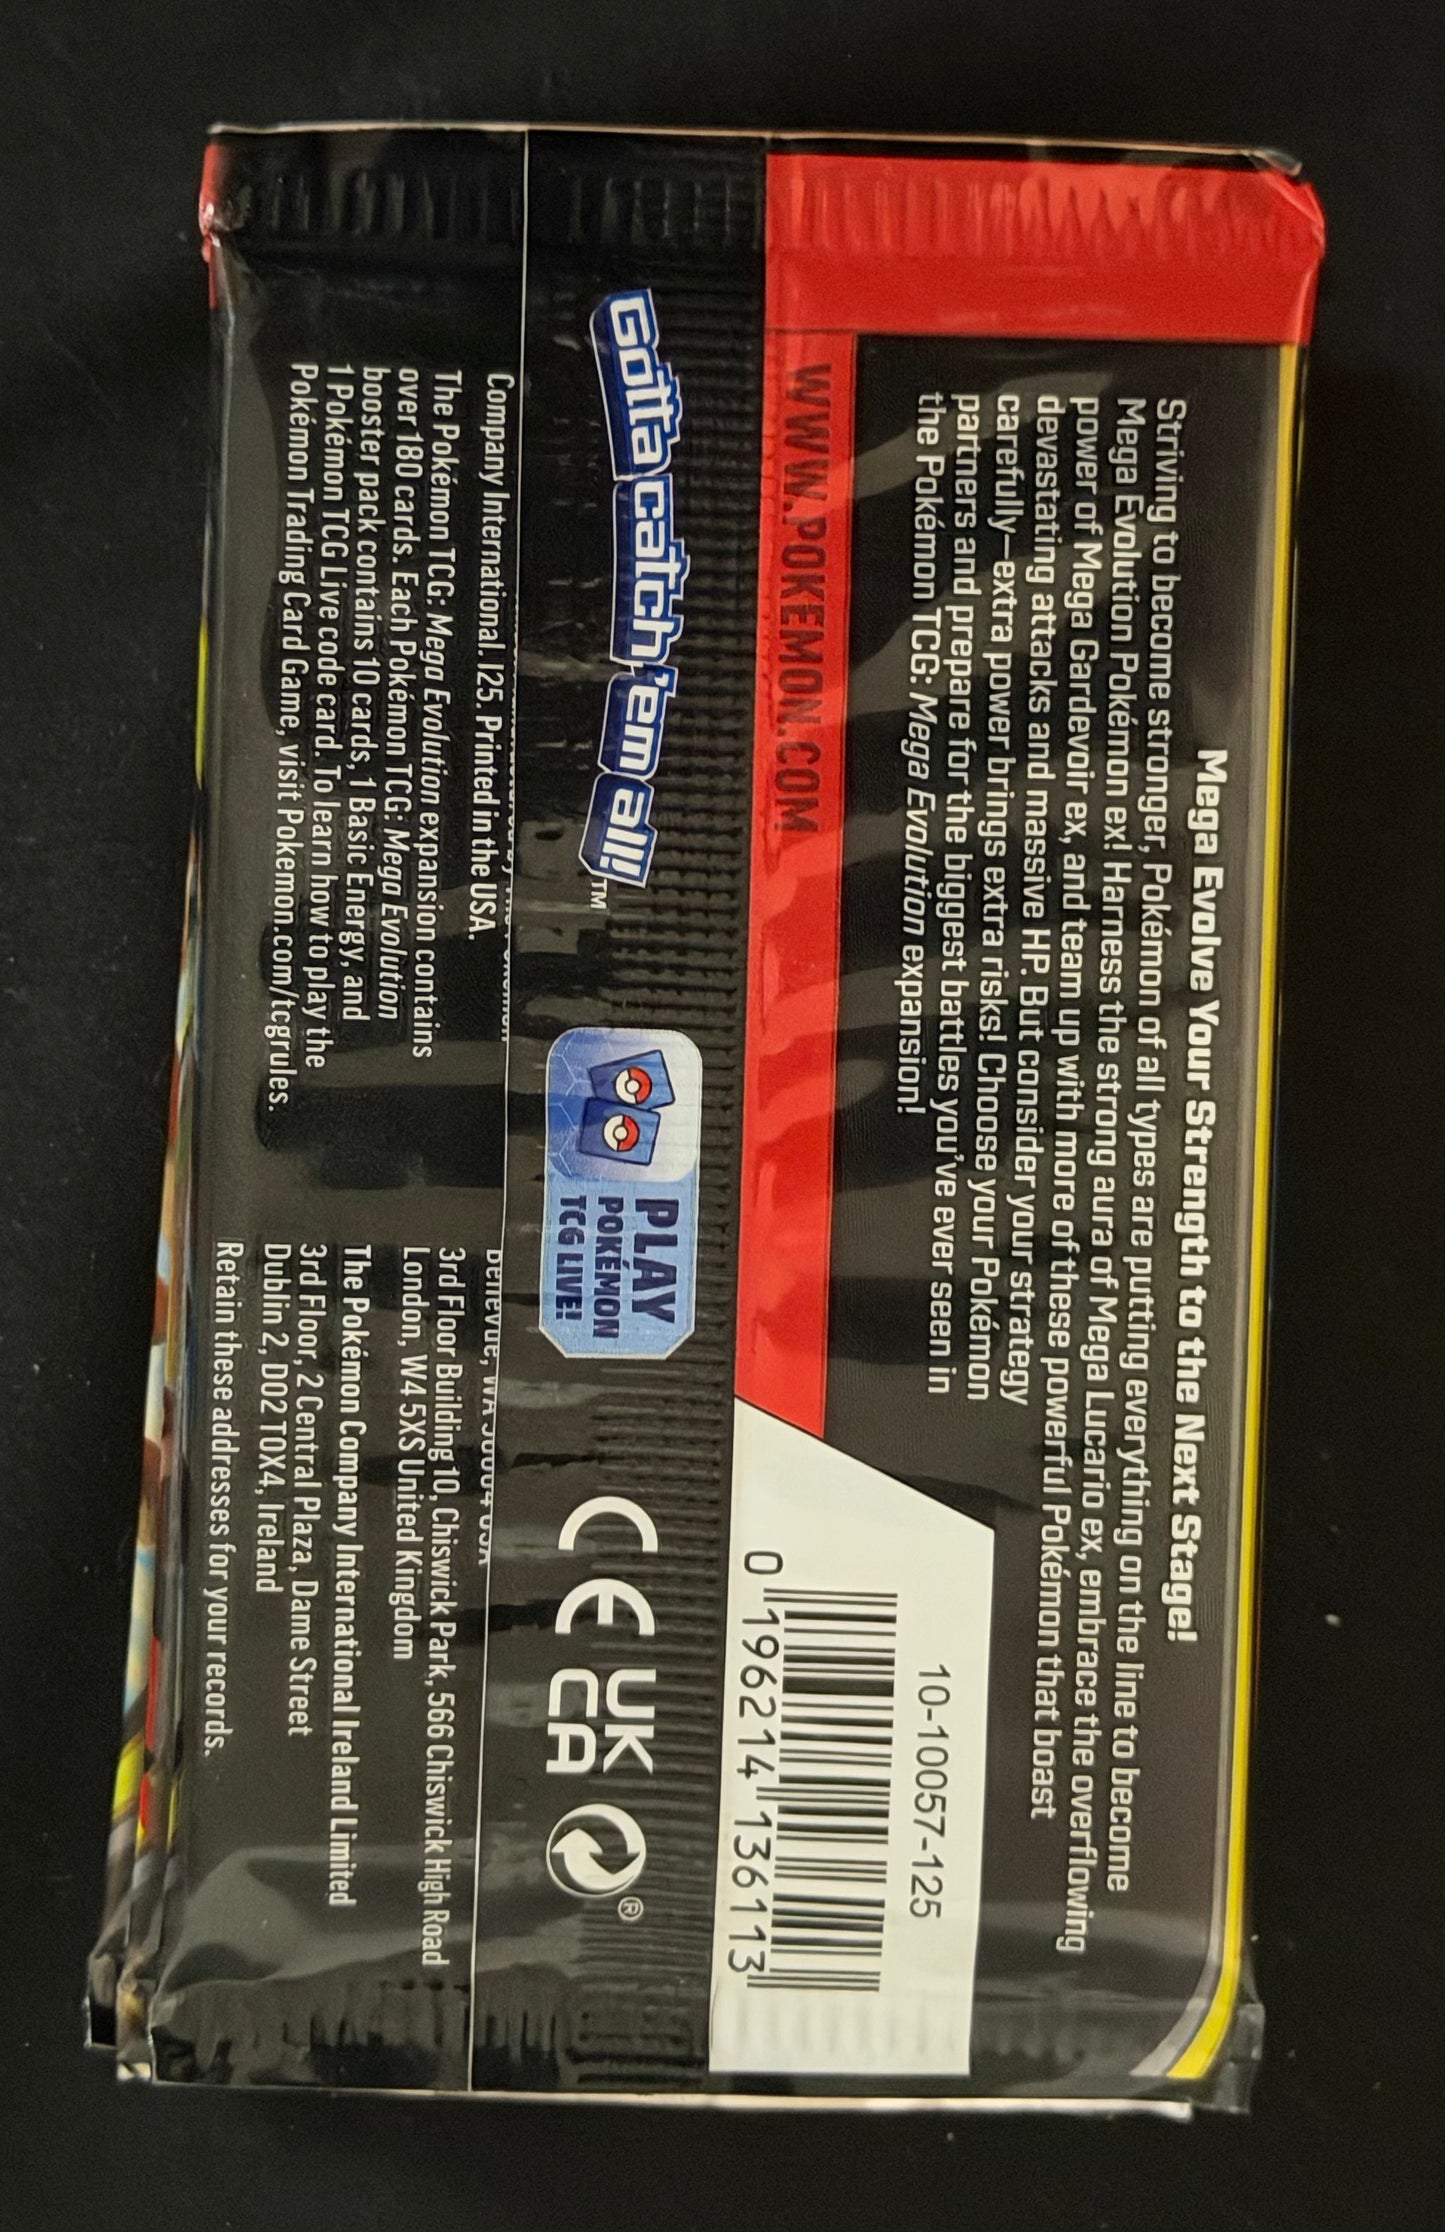 Mega Evolve Your Strength to the Next Stage!
Striving to become stronger, Pokémon of all types are putting everything on the line to become
Mega Evolution Pokémon ex! Harness the strong aura of Mega Lucario ex, embrace the overflowing
power of Mega Gardevoir ex, and team up with more of these powerful Pokémon that boast
devastating attacks and massive HP. But consider your strategy
carefully—extra power brings extra risks! Choose your Pokémon
partners and prepare for the biggest battles you've ever seen in
the Pokémon TCG: Mega Evolution expansion!
10-10057-125
0 196214 136113
WWW.POKEMON.COM
Gotta catch 'em all!™
PLAY
POKÉMON
TCG LIVE!
CE
UK
CA
®
Company International. I25. Printed in the USA.
The Pokémon TCG: Mega Evolution expansion contains
over 180 cards. Each Pokémon TCG: Mega Evolution
booster pack contains 10 cards, 1 Basic Energy, and
1 Pokémon TCG Live code card. To learn how to play the
Pokémon Trading Card Game, visit Pokemon.com/tcgrules.
Bellevue, WA
3rd Floor Building 10, Chiswick Park, 566 Chiswick High Road
London, W4 5XS United Kingdom
The Pokémon Company International Ireland Limited
3rd Floor, 2 Central Plaza, Dame Street
Dublin 2, D02 T0X4, Ireland
Retain these addresses for your records.